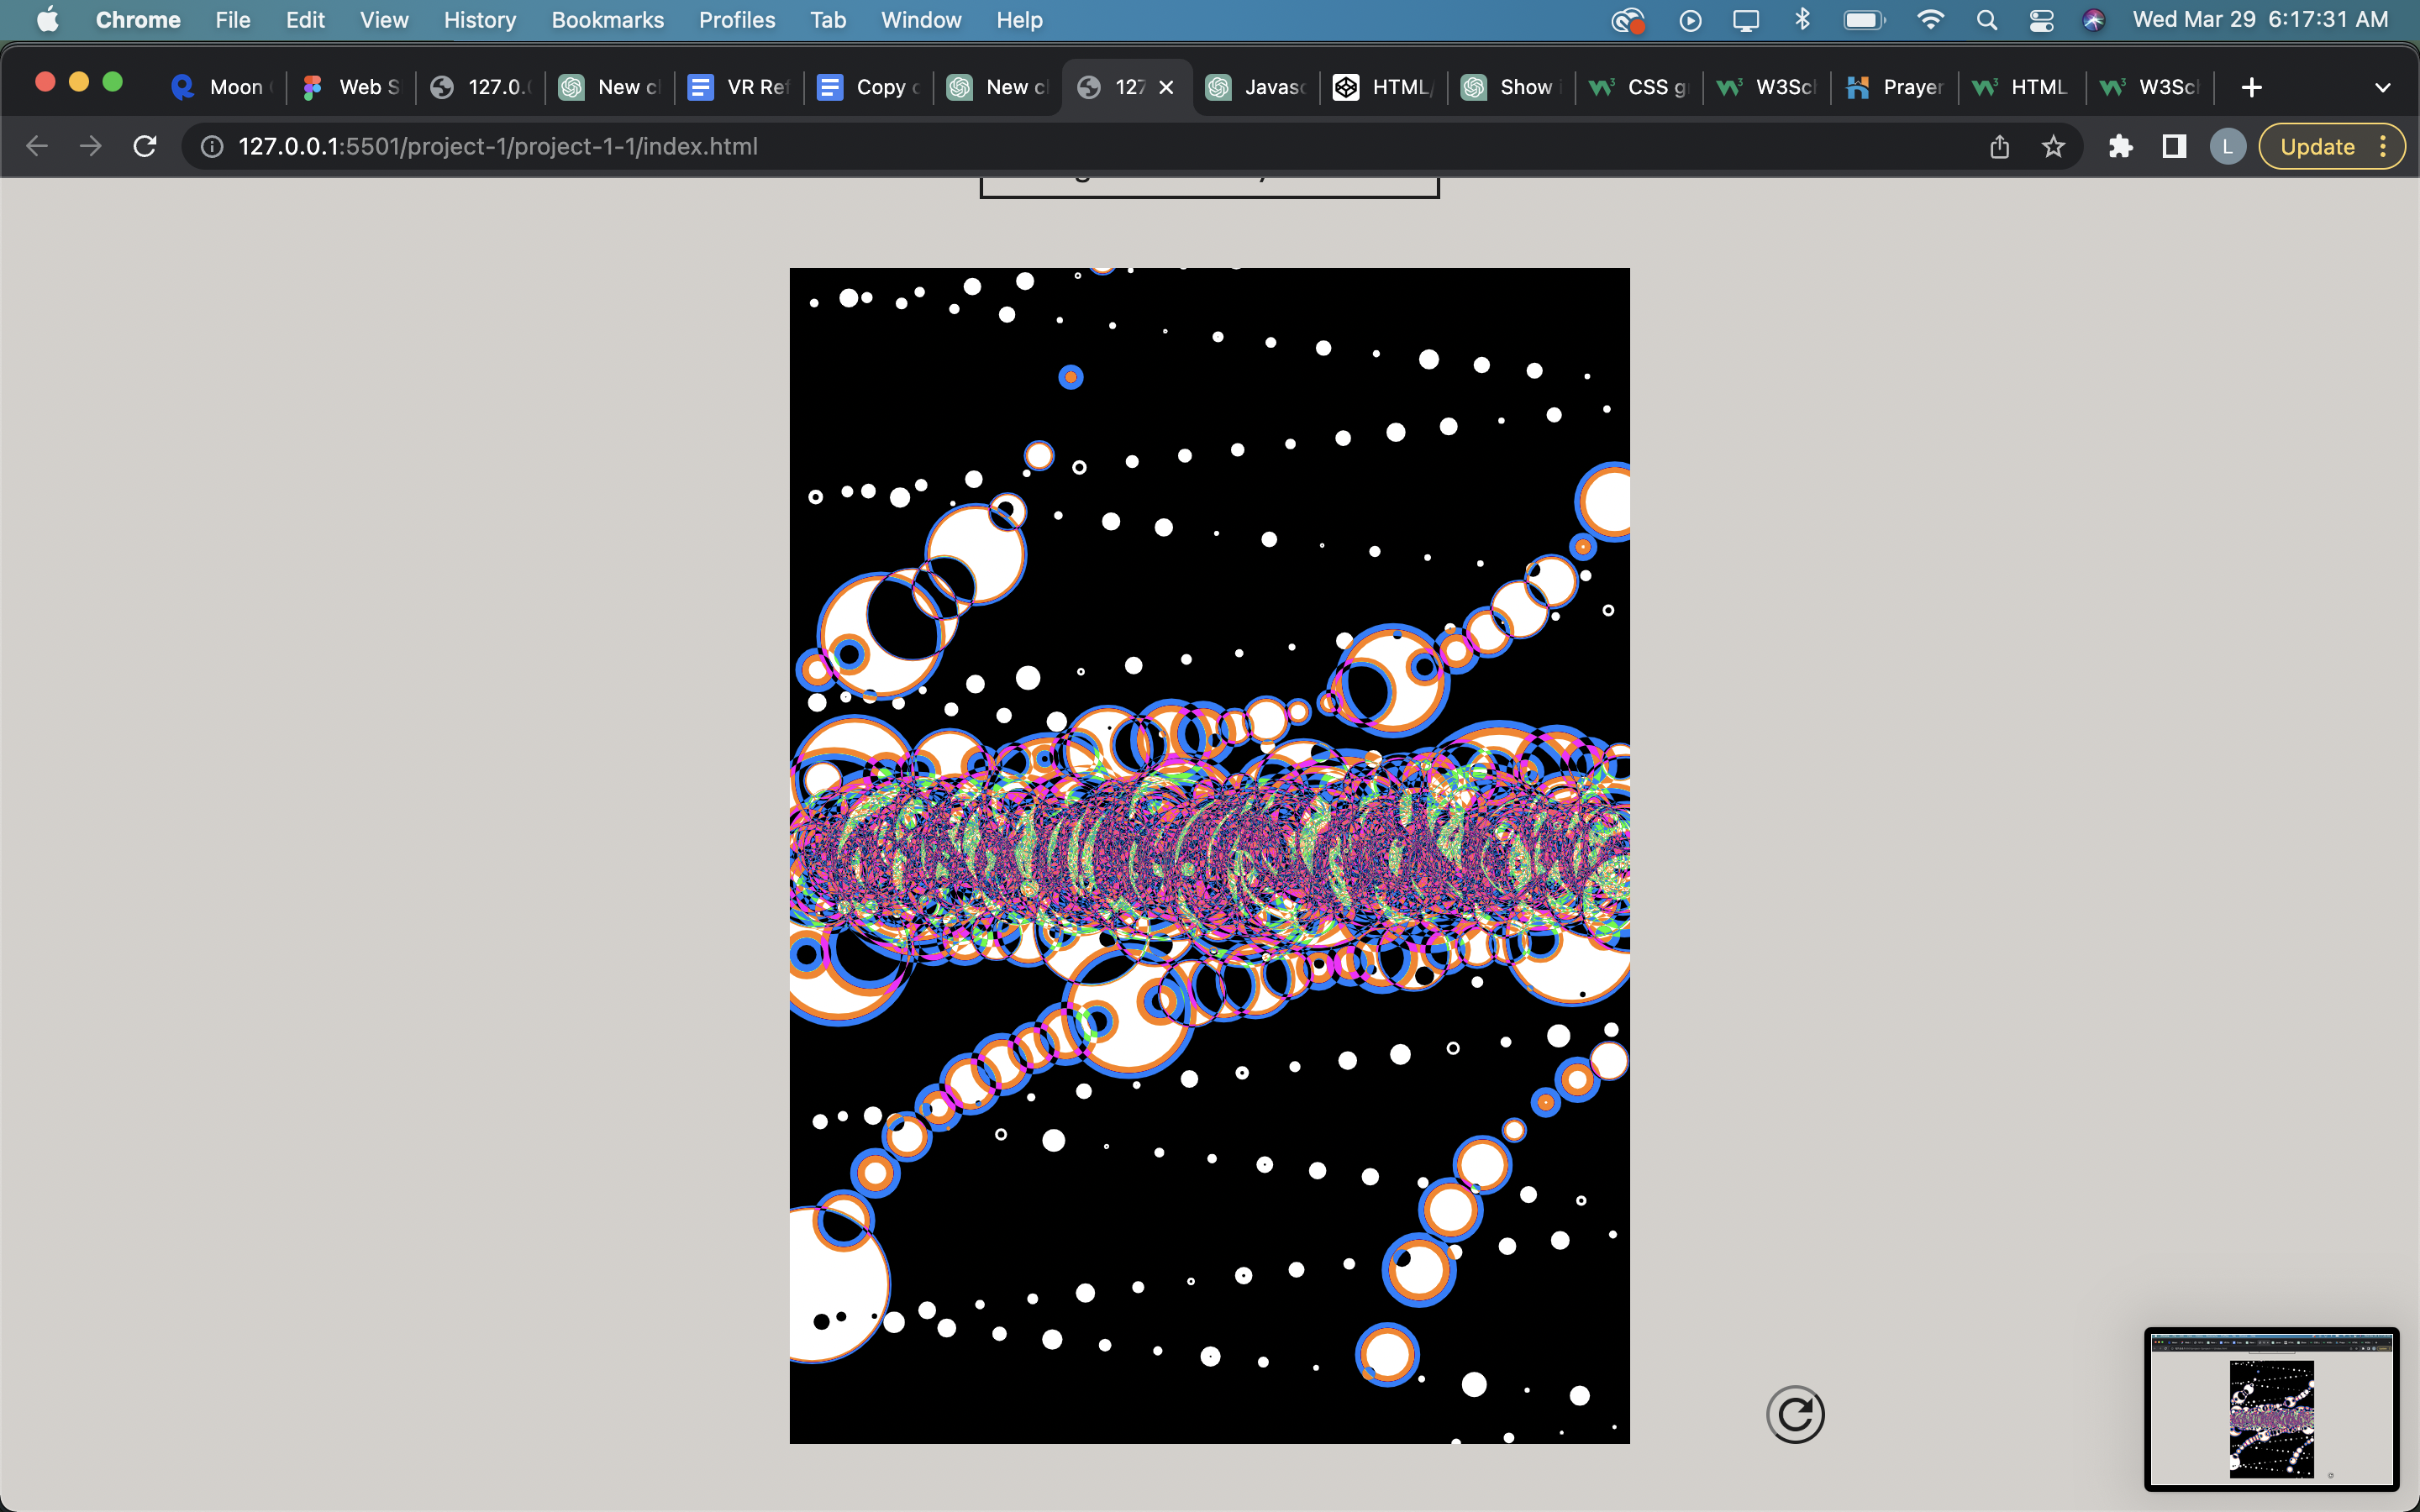 Chrome File Edit View History Bookmarks Profiles Tab Window Help Wed Mar 29 6:17:31 AM
Moon Web S 127.0. New c VR Ref Copy New c 127 Javasc HTML/ Show CSS g W3Sc Prayer HTML W3Sc
127.0.0.1:5501/project-1/project-1-1/index.html L Update